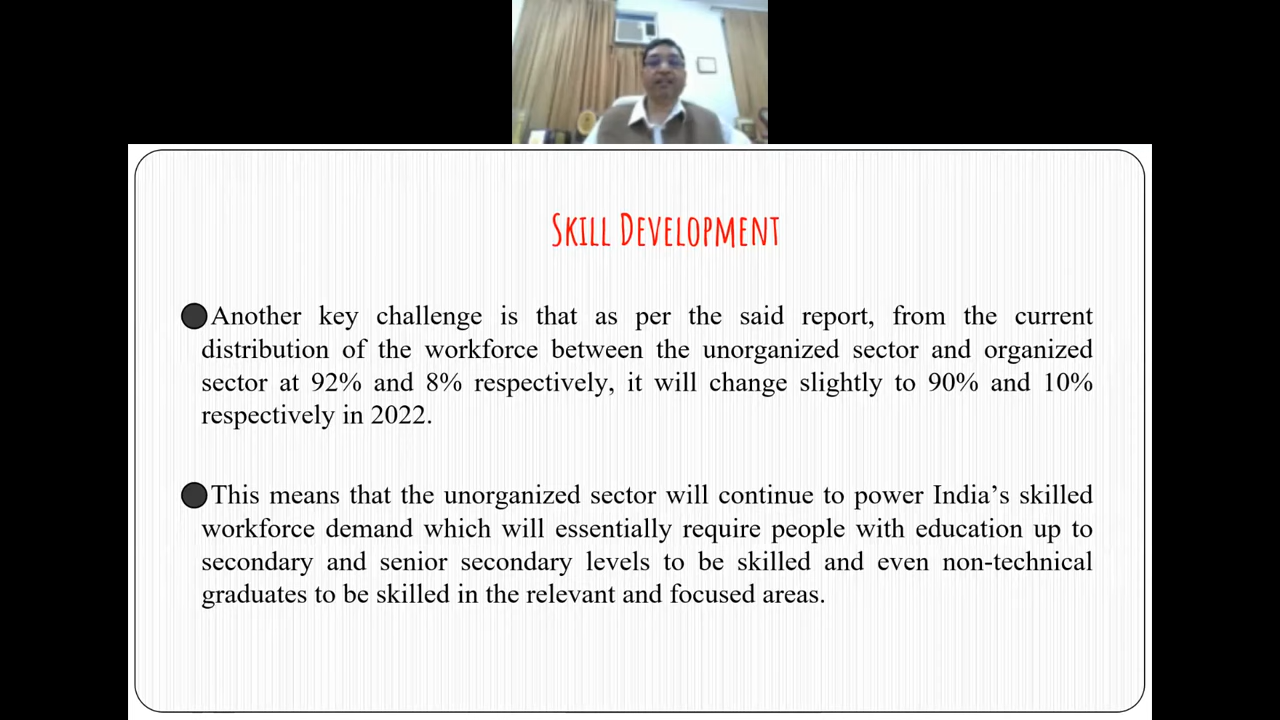 Skill Development
Another key challenge is that as per the said report, from the current
distribution of the workforce between the unorganized sector and organized
sector at 92% and 8% respectively, it will change slightly to 90% and 10%
respectively in 2022.
This means that the unorganized sector will continue to power India’s skilled
workforce demand which will essentially require people with education up to
secondary and senior secondary levels to be skilled and even non-technical
graduates to be skilled in the relevant and focused areas.